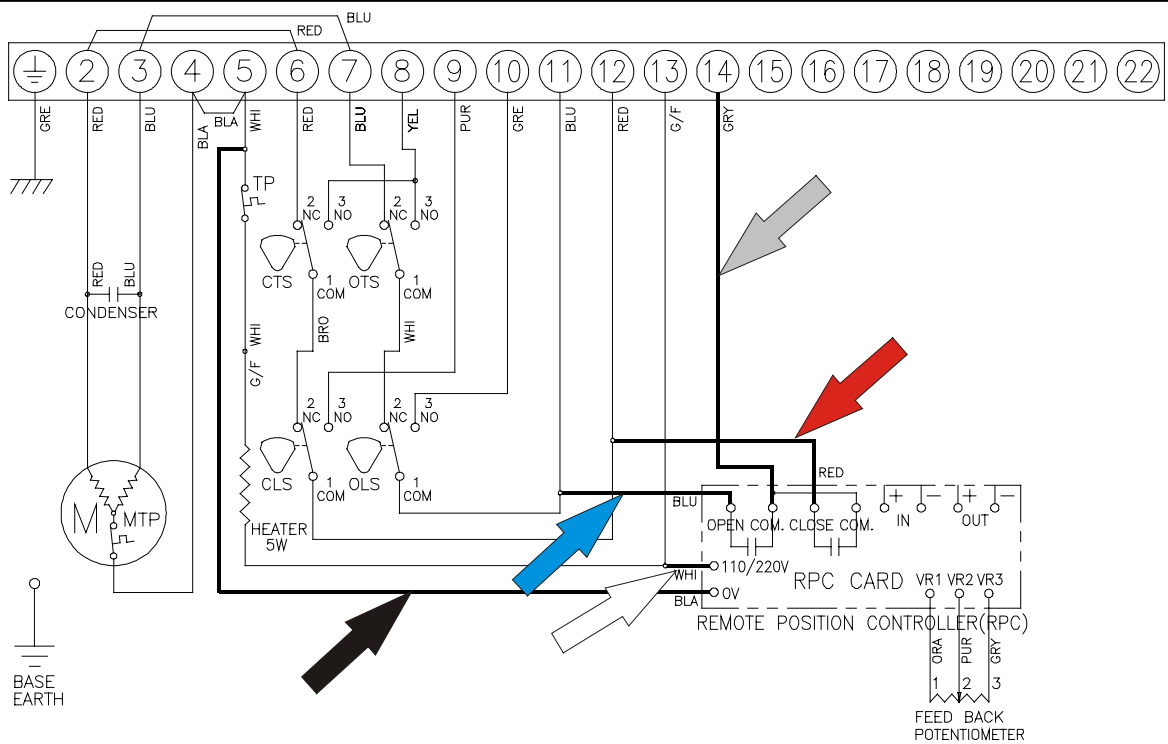 BLU
RED
2 3 4 5 6 7 8 9 10 11 12 13 14 15 16 17 18 19 20 21 22
GRE RED BLU BLA BLA WHI RED BLU YEL PUR GRE BLU RED G/F GRY
TP
2 NC 3 NO 2 NC 3 NO
CTS 1 COM OTS 1 COM
RED BLU
CONDENSER
WHI BRO WHI
G/F
2 NC 3 NO 2 NC 3 NO
CLS 1 COM OLS 1 COM
M MTP
HEATER
5W
RED
BLU
OPEN COM. CLOSE COM. + - IN + - OUT
WHI 110/220V
RPC CARD VR1 VR2 VR3
BLA 0V
REMOTE POSITION CONTROLLER(RPC)
ORA PUR GRY
1 2 3
FEED BACK
POTENTIOMETER
BASE
EARTH